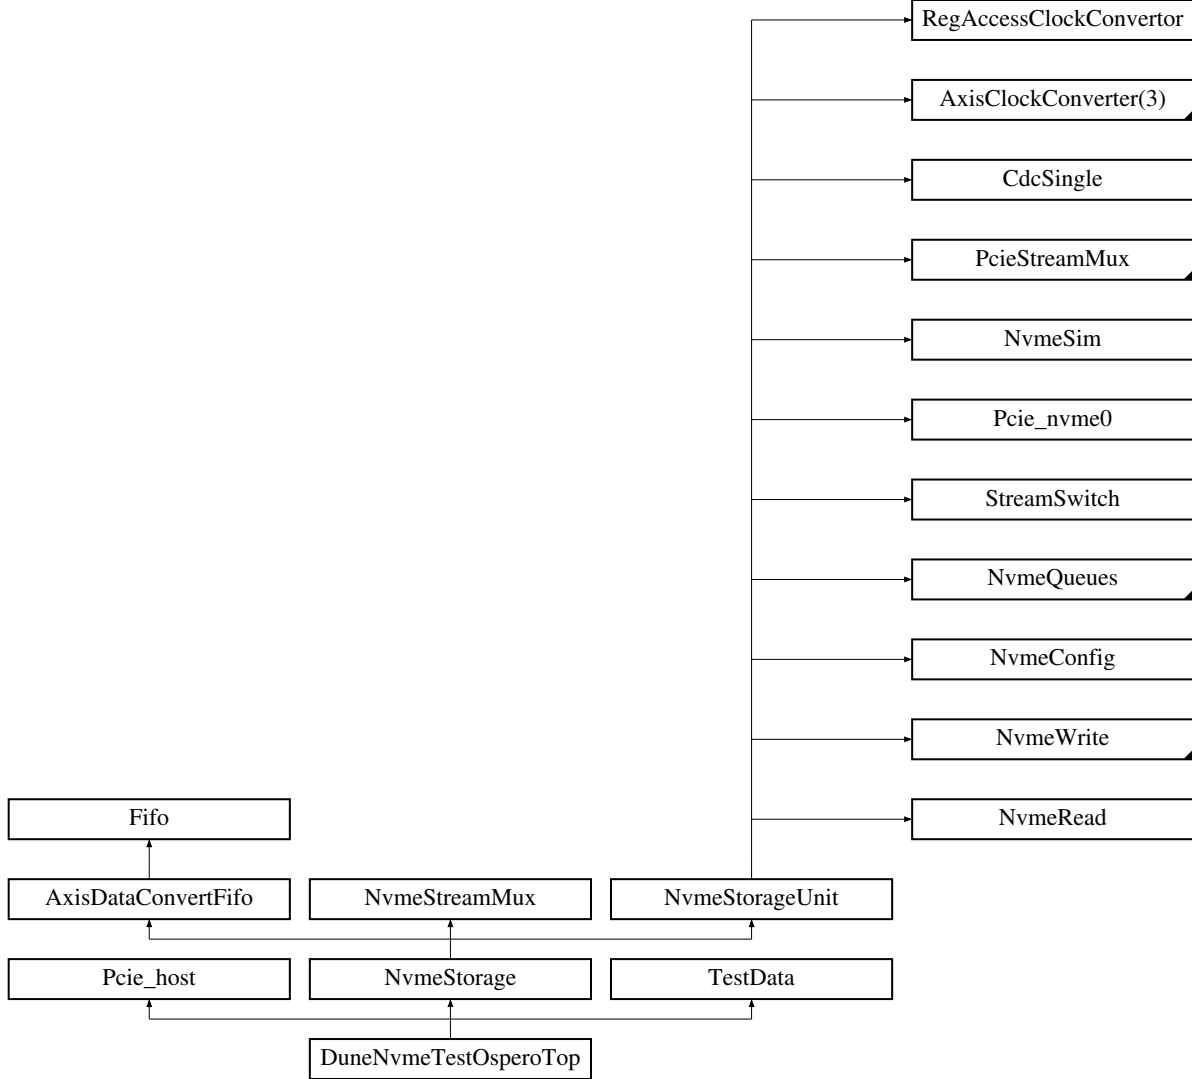 RegAccessClockConvertor
AxisClockConverter(3)
CdcSingle
PcieStreamMux
NvmeSim
Pcie_nvme0
StreamSwitch
NvmeQueues
NvmeConfig
NvmeWrite
Fifo
NvmeRead
AxisDataConvertFifo
NvmeStreamMux
NvmeStorageUnit
Pcie_host
NvmeStorage
TestData
DuneNvmeTestOsperoTop